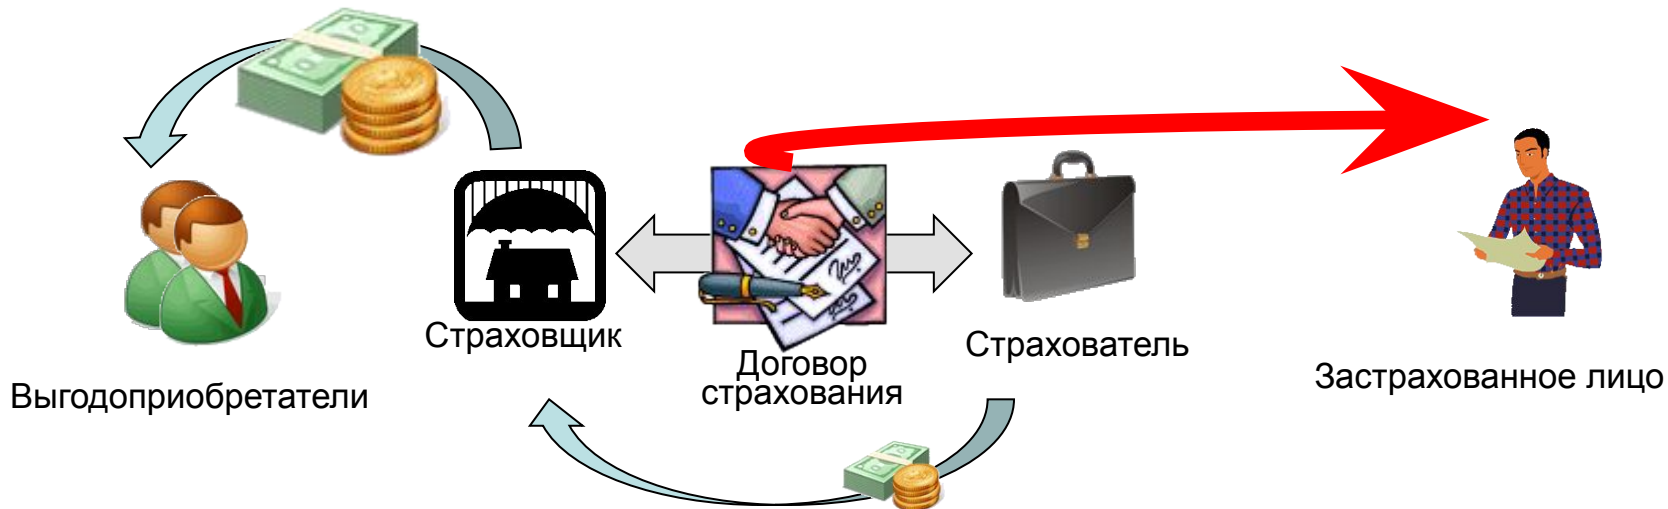 Страховщик
Договор
страхования
Страхователь
Застрахованное лицо
Выгодоприобретатели